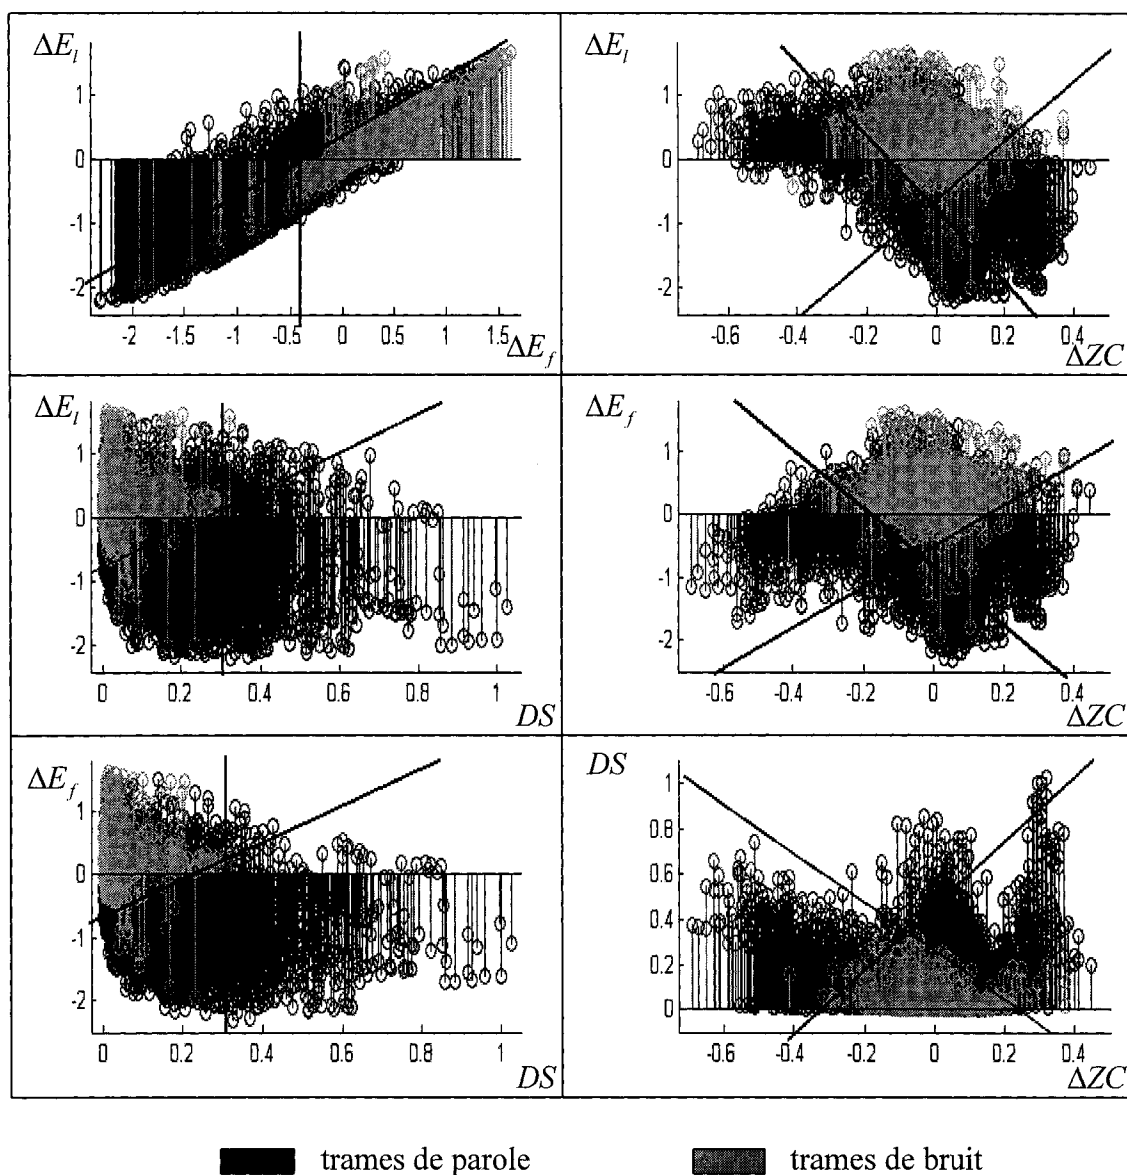 ΔE_l
1
0
-1
-2
-2 -1.5 -1 -0.5 0 0.5 1 1.5
ΔE_f
ΔE_l
1
0
-1
-2
-0.6 -0.4 -0.2 0 0.2 0.4
ΔZC
ΔE_l
1
0
-1
-2
0 0.2 0.4 0.6 0.8 1
DS
ΔE_f
1
0
-1
-2
-0.6 -0.4 -0.2 0 0.2 0.4
ΔZC
ΔE_f
1
0
-1
-2
0 0.2 0.4 0.6 0.8 1
DS
DS
1
0.8
0.6
0.4
0.2
0
-0.6 -0.4 -0.2 0 0.2 0.4
ΔZC
trames de parole
trames de bruit